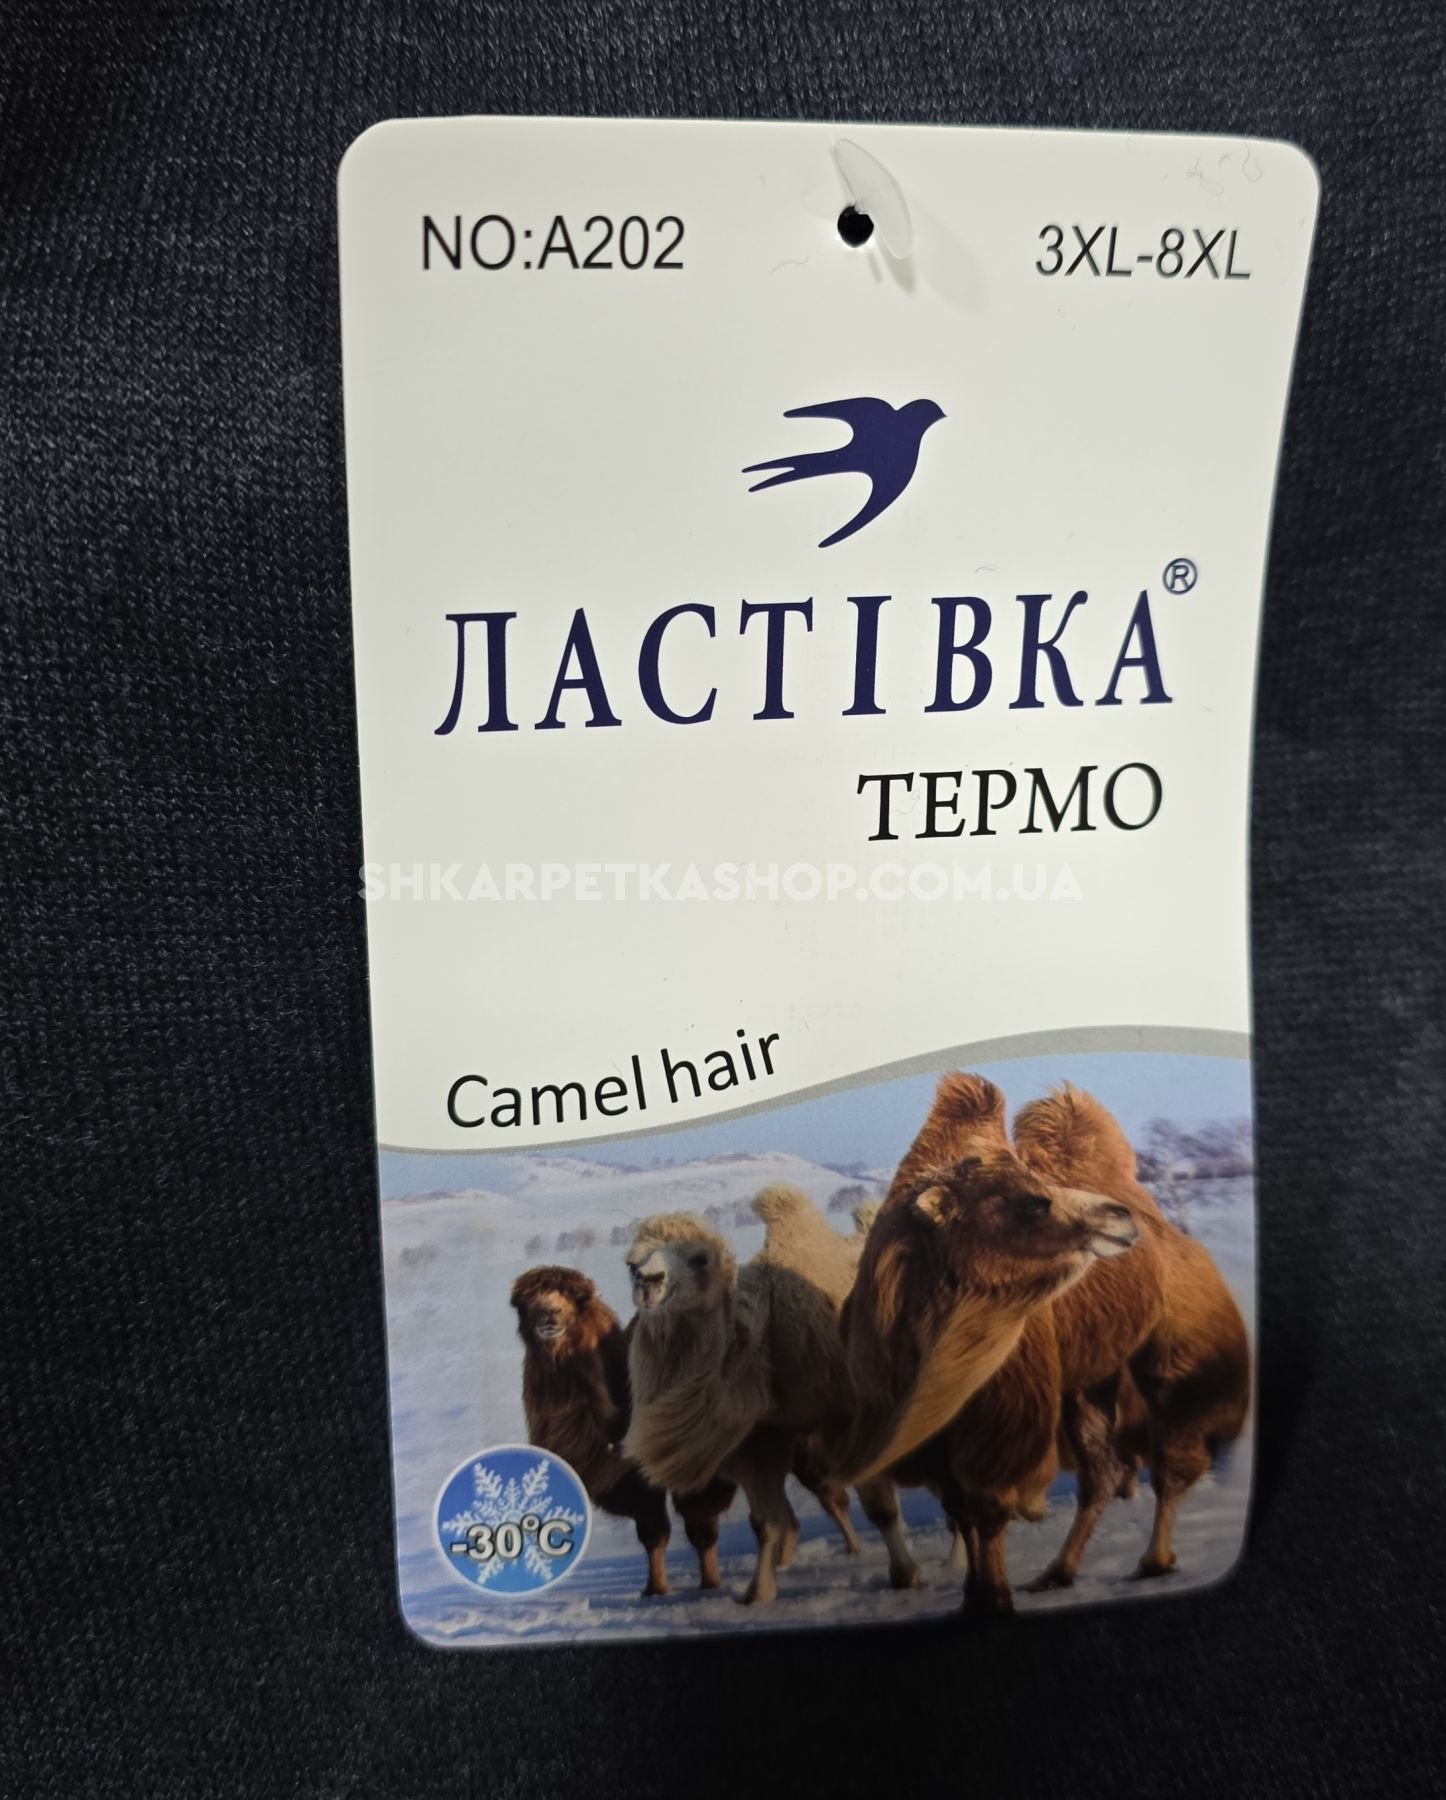 NO:A202
3XL-8XL
ЛАСТІВКА®
ТЕРМО
SHKARPETKASHOP.COM.UA
Camel hair
-30°C